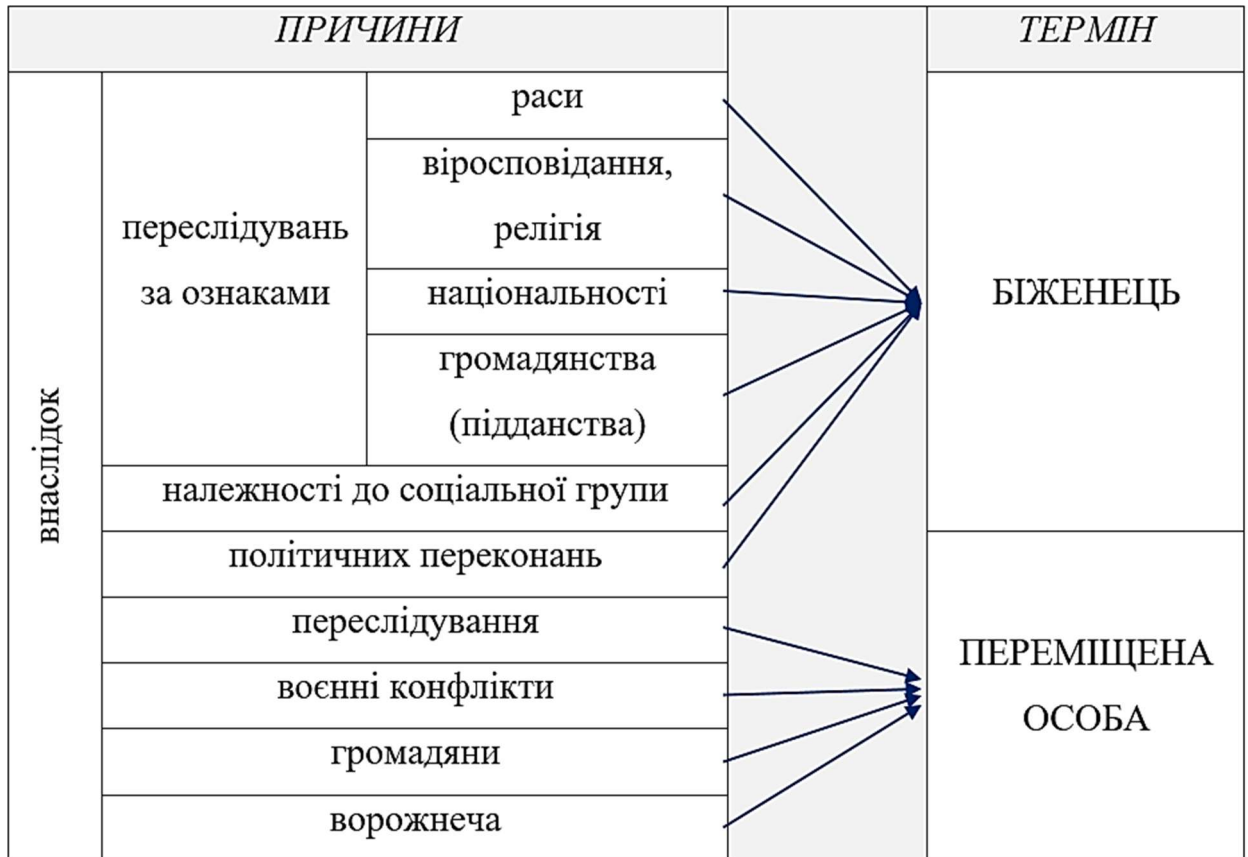 ПРИЧИНИ
ТЕРМІН
внаслідок
переслідувань
за ознаками
раси
віросповідання,
релігія
національності
громадянства
(підданства)
належності до соціальної групи
політичних переконань
переслідування
воєнні конфлікти
громадяни
ворожнеча
БІЖЕНЕЦЬ
ПЕРЕМІЩЕНА
ОСОБА